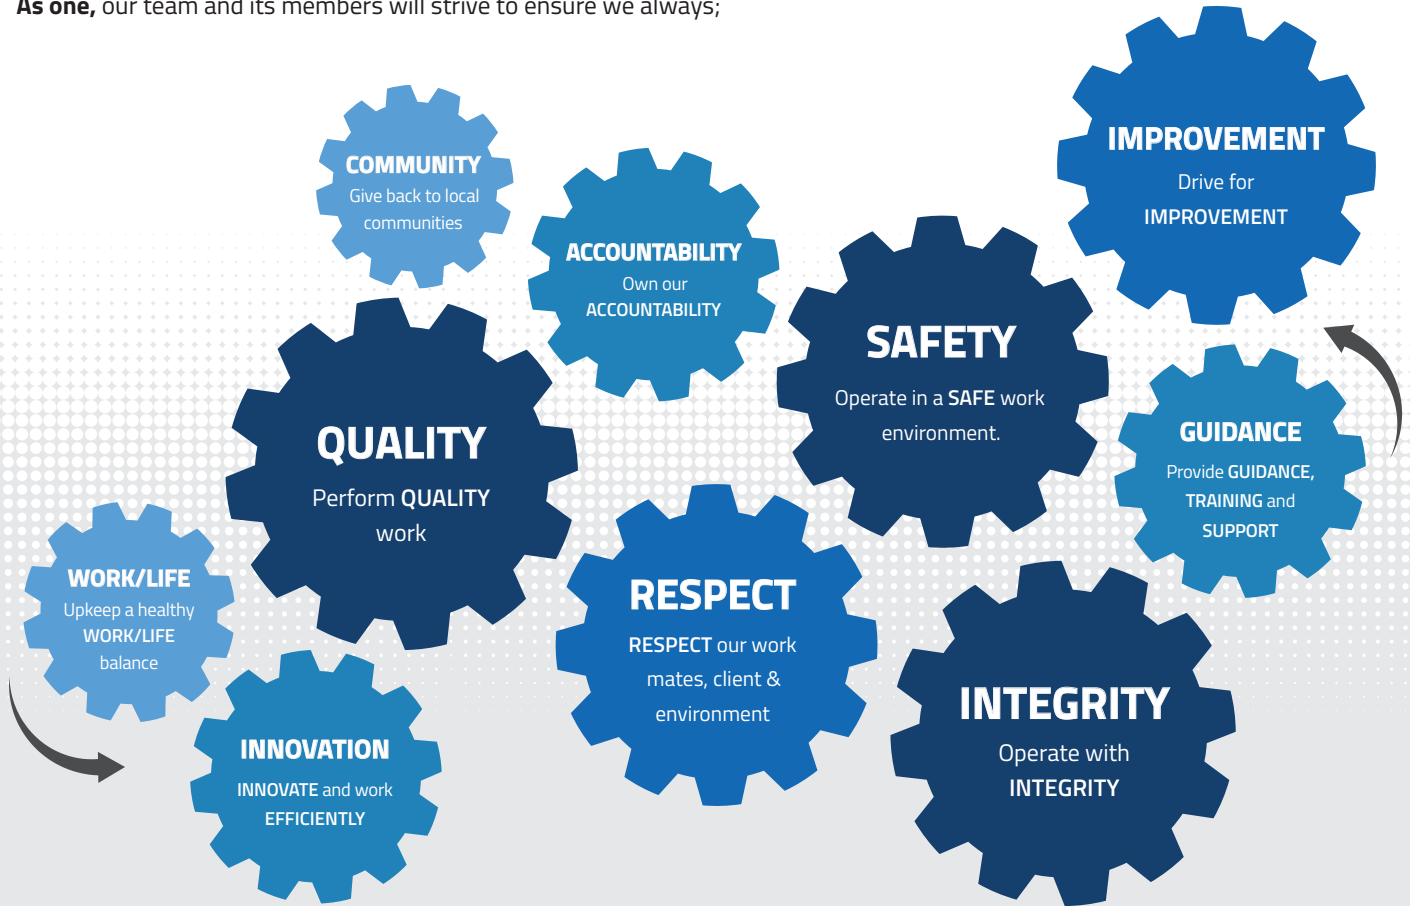 As one, our team and its members will strive to ensure we always;
COMMUNITY
Give back to local
communities
ACCOUNTABILITY
Own our
ACCOUNTABILITY
IMPROVEMENT
Drive for
IMPROVEMENT
SAFETY
Operate in a SAFE work
environment.
QUALITY
Perform QUALITY
work
GUIDANCE
Provide GUIDANCE,
TRAINING and
SUPPORT
WORK/LIFE
Upkeep a healthy
WORK/LIFE
balance
RESPECT
RESPECT our work
mates, client &
environment
INTEGRITY
Operate with
INTEGRITY
INNOVATION
INNOVATE and work
EFFICIENTLY